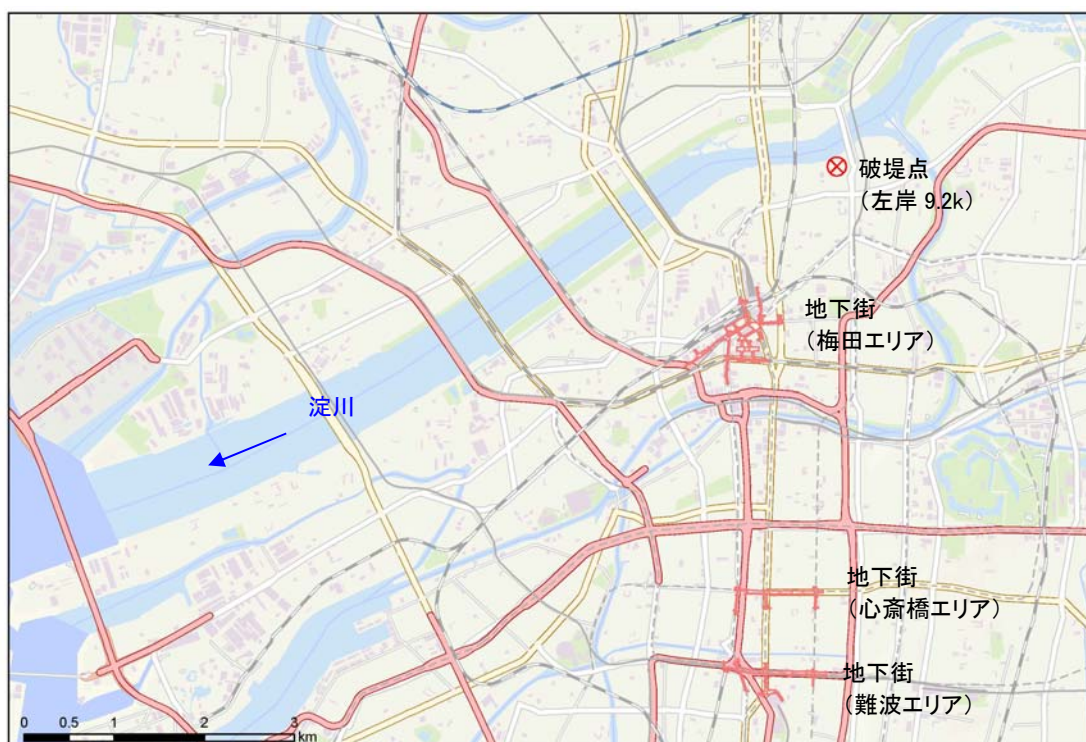 破堤点
（左岸 9.2k）
地下街
（梅田エリア）
淀川
地下街
（心斎橋エリア）
地下街
（難波エリア）
0 0.5 1 2 3
km